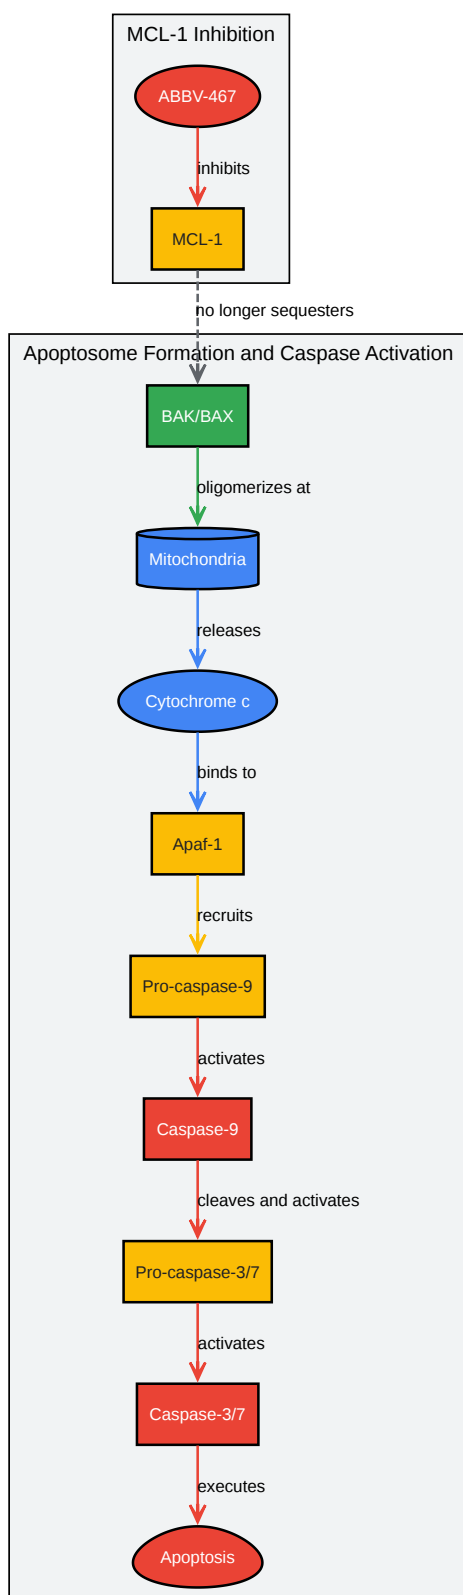 MCL-1 Inhibition
ABBV-467
inhibits
MCL-1
no longer sequesters
Apoptosome Formation and Caspase Activation
BAK/BAX
oligomerizes at
Mitochondria
releases
Cytochrome c
binds to
Apaf-1
recruits
Pro-caspase-9
activates
Caspase-9
cleaves and activates
Pro-caspase-3/7
activates
Caspase-3/7
executes
Apoptosis